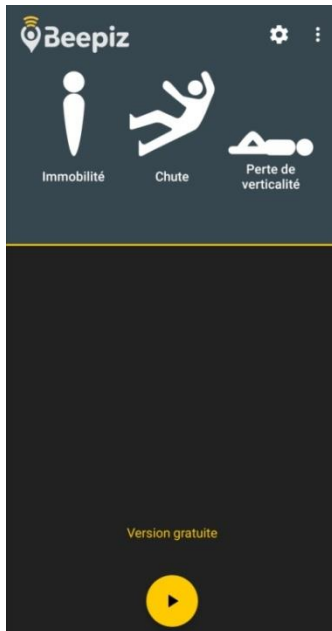 Beepiz
Immobilité
Chute
Perte de
verticalité
Version gratuite